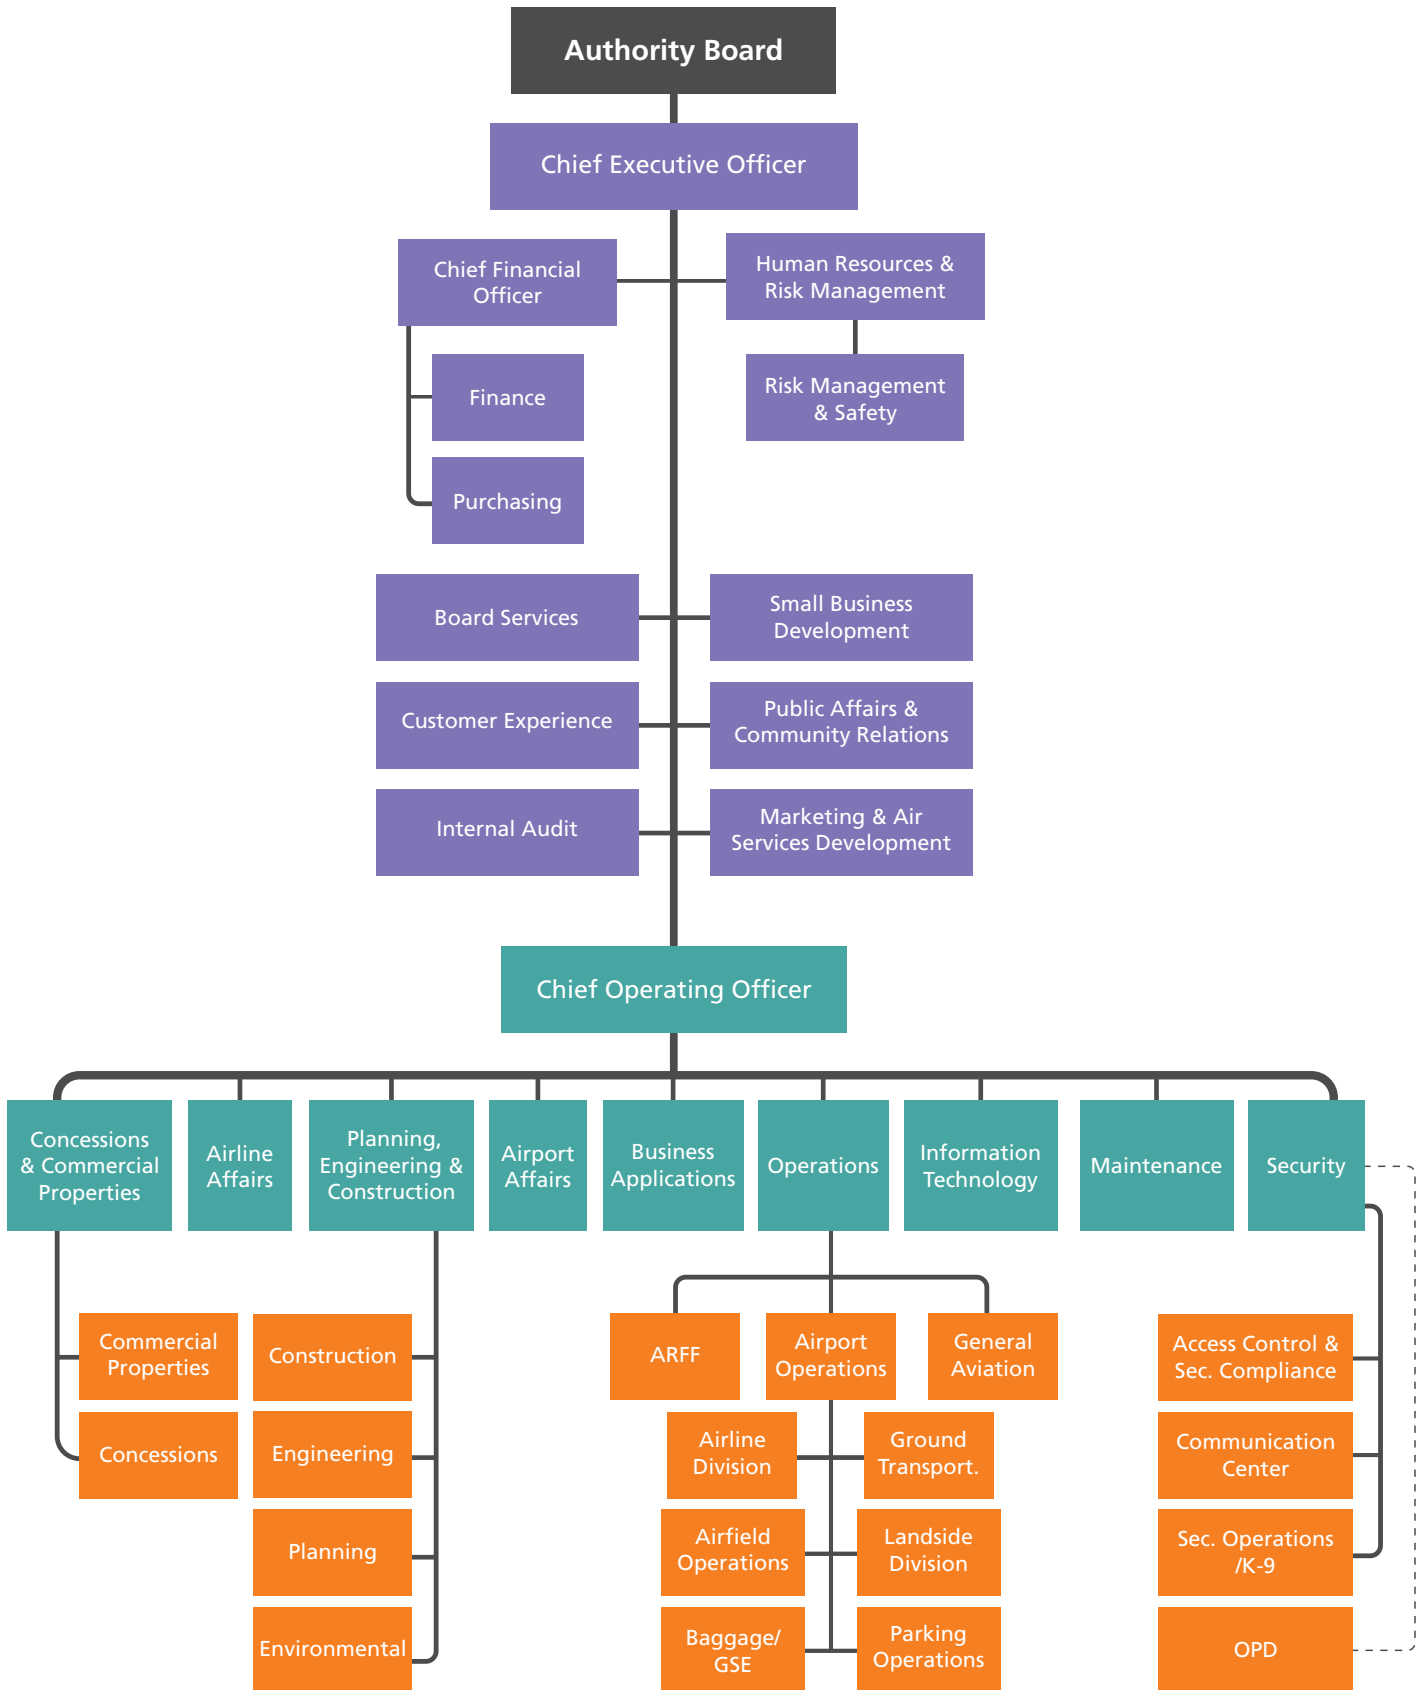 Authority Board
Chief Executive Officer
Chief Financial
Officer
Human Resources &
Risk Management
Finance
Risk Management
& Safety
Purchasing
Board Services
Small Business
Development
Customer Experience
Public Affairs &
Community Relations
Internal Audit
Marketing & Air
Services Development
Chief Operating Officer
Concessions
& Commercial
Properties
Airline
Affairs
Planning,
Engineering &
Construction
Airport
Affairs
Business
Applications
Operations
Information
Technology
Maintenance
Security
Commercial
Properties
Concessions
Construction
Engineering
Planning
Environmental
ARFF
Airport
Operations
General
Aviation
Airline
Division
Ground
Transport.
Airfield
Operations
Landside
Division
Baggage/
GSE
Parking
Operations
Access Control &
Sec. Compliance
Communication
Center
Sec. Operations
/K-9
OPD